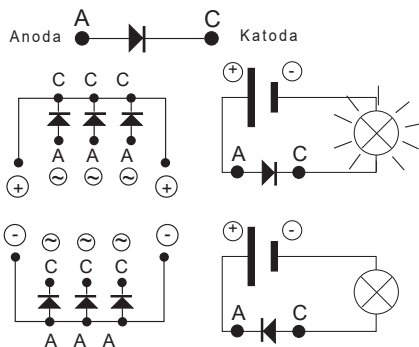 Anoda A C Katoda
C C C
A A A
~ ~ ~
+ +
+ -
A C
- ~ ~ ~ -
C C C
A A A
+ -
A C